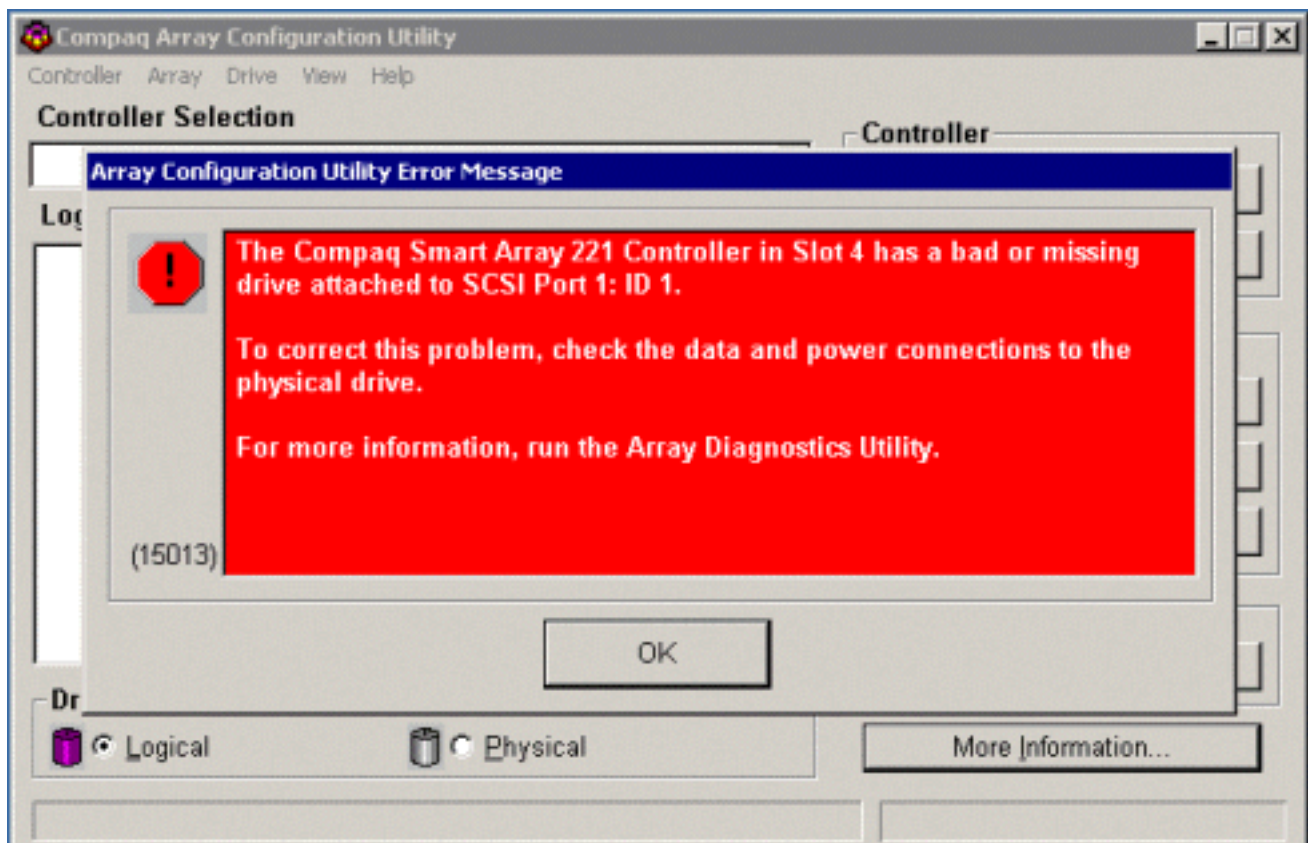 Compaq Array Configuration Utility
Controller Array Drive View Help
Controller Selection
Controller
Array Configuration Utility Error Message
The Compaq Smart Array 221 Controller in Slot 4 has a bad or missing
drive attached to SCSI Port 1: ID 1.
To correct this problem, check the data and power connections to the
physical drive.
For more information, run the Array Diagnostics Utility.
(15013)
OK
Logical
Physical
More Information...